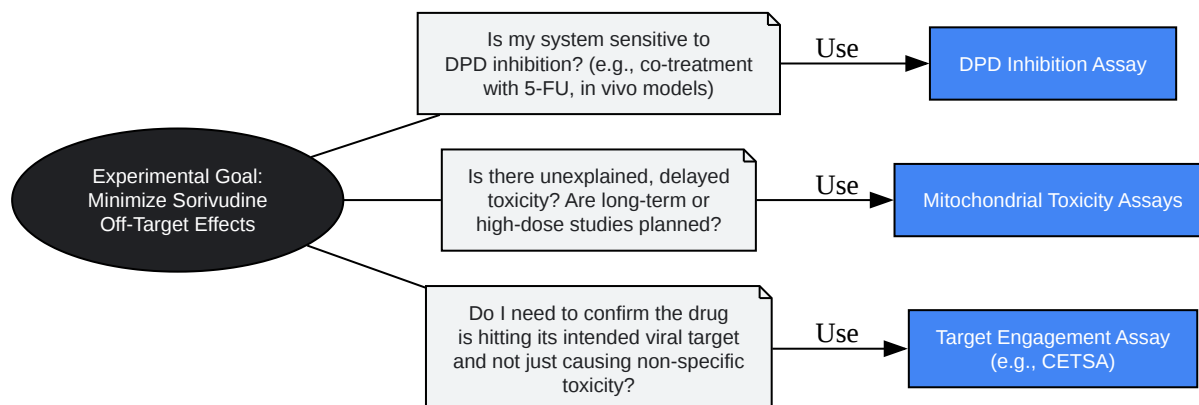 Experimental Goal:
Minimize Sorivudine
Off-Target Effects
Is my system sensitive to
DPD inhibition? (e.g., co-treatment
with 5-FU, in vivo models)
Use
DPD Inhibition Assay
Is there unexplained, delayed
toxicity? Are long-term or
high-dose studies planned?
Use
Mitochondrial Toxicity Assays
Do I need to confirm the drug
is hitting its intended viral target
and not just causing non-specific
toxicity?
Use
Target Engagement Assay
(e.g., CETSA)